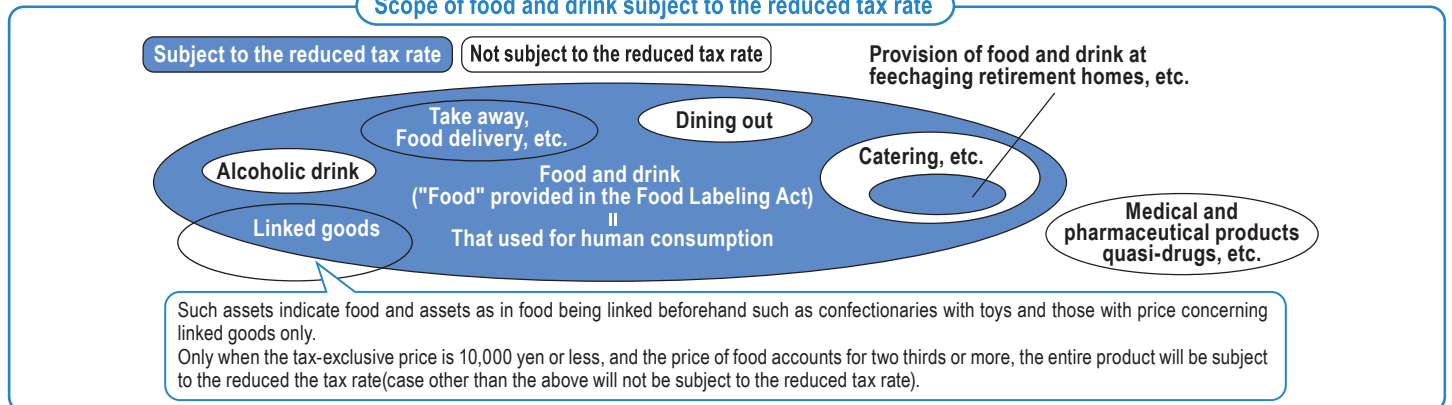 Scope of food and drink subject to the reduced tax rate
Subject to the reduced tax rate
Not subject to the reduced tax rate
Provision of food and drink at
feechaging retirement homes, etc.
Take away,
Food delivery, etc.
Dining out
Alcoholic drink
Catering, etc.
Food and drink
("Food" provided in the Food Labeling Act)
=
That used for human consumption
Linked goods
Medical and
pharmaceutical products
quasi-drugs, etc.
Such assets indicate food and assets as in food being linked beforehand such as confectionaries with toys and those with price concerning
linked goods only.
Only when the tax-exclusive price is 10,000 yen or less, and the price of food accounts for two thirds or more, the entire product will be subject
to the reduced the tax rate(case other than the above will not be subject to the reduced tax rate).